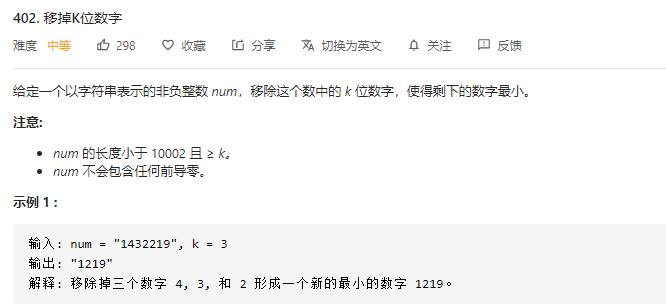 402. 移掉K位数字
难度 中等 298 收藏 分享 切换为英文 关注 反馈
给定一个以字符串表示的非负整数 num，移除这个数中的 k 位数字，使得剩下的数字最小。
注意:
• num 的长度小于 10002 且 ≥ k。
• num 不会包含任何前导零。
示例 1 :
输入: num = "1432219", k = 3
输出: "1219"
解释: 移除掉三个数字 4, 3, 和 2 形成一个新的最小的数字 1219。